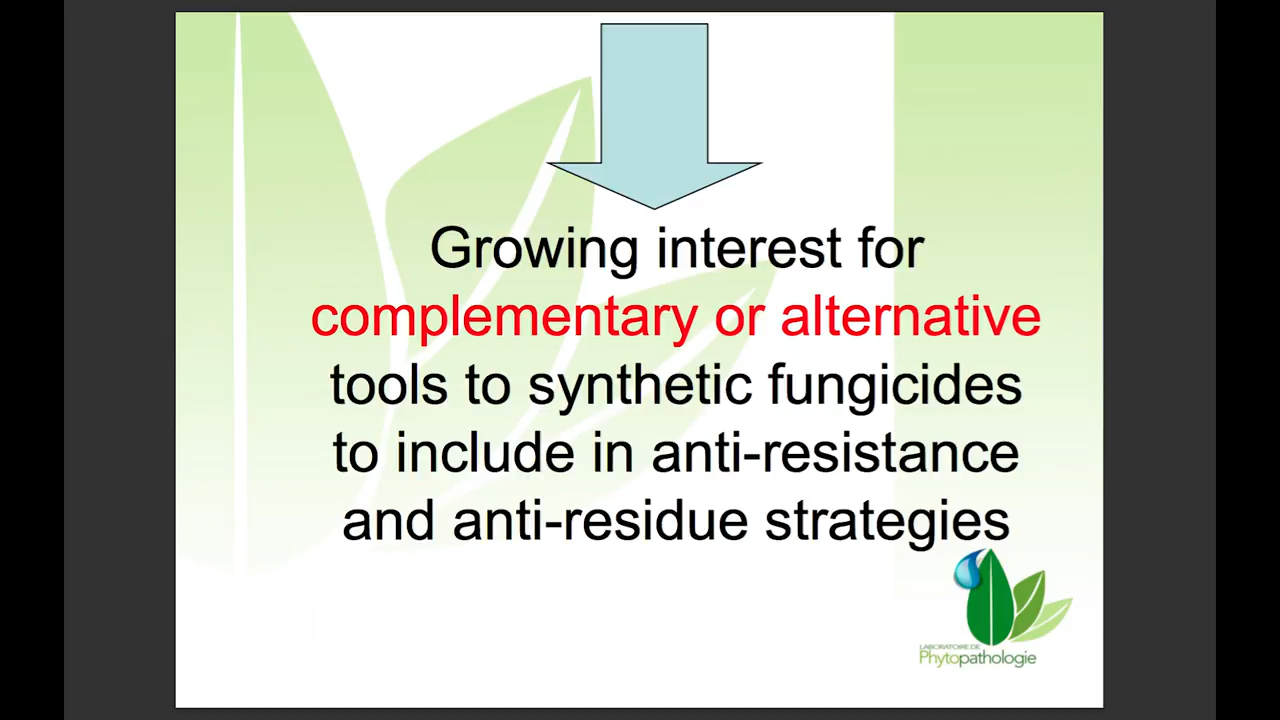 Growing interest for
complementary or alternative
tools to synthetic fungicides
to include in anti-resistance
and anti-residue strategies
LABORATOIRE DE
Phytopathologie